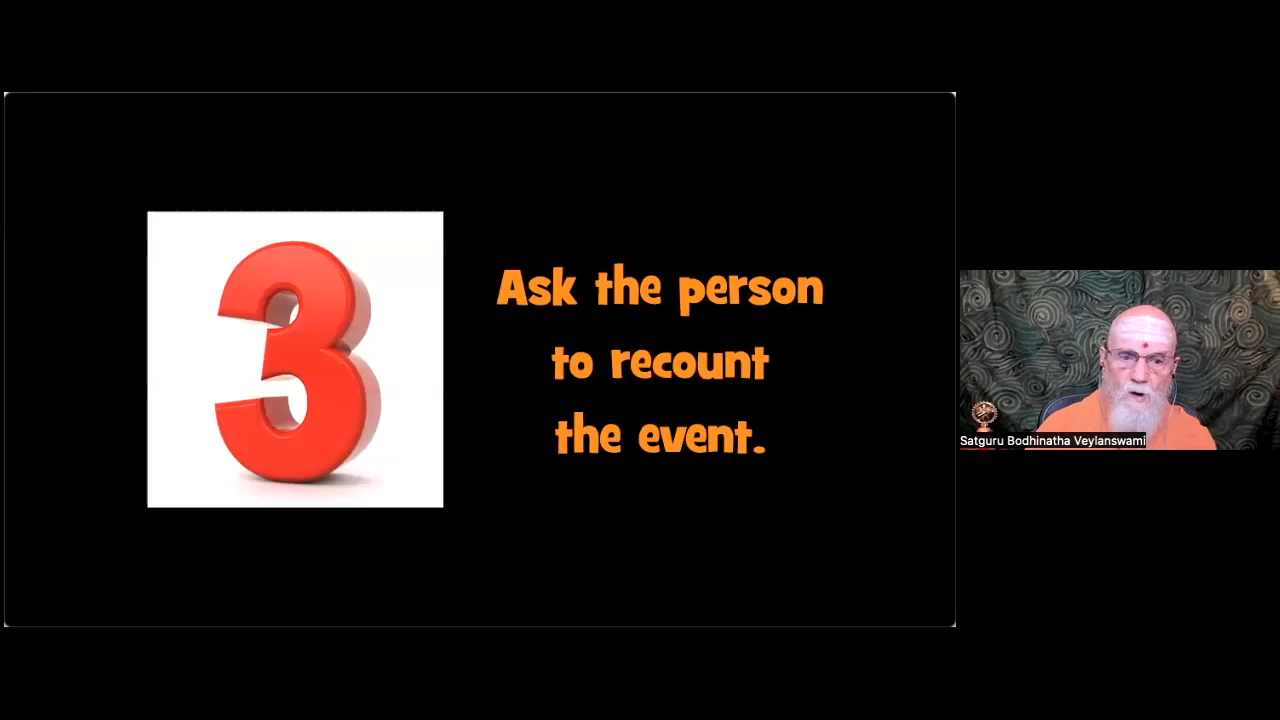 3
Ask the person
to recount
the event.
Satguru Bodhinatha Veylanswami